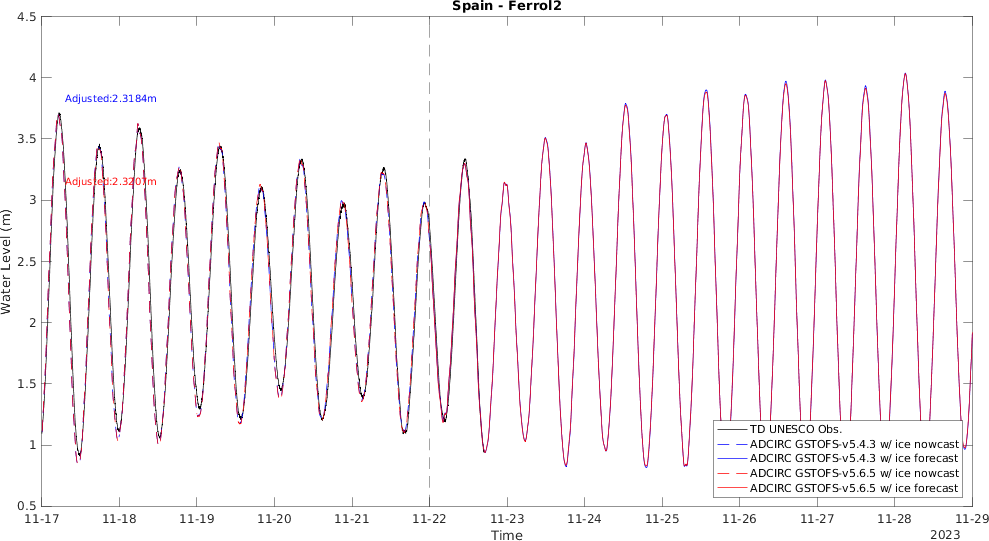 Spain - Ferrol2
4.5
4
3.5
3
2.5
2
1.5
1
0.5
Water Level (m)
Adjusted:2.3184m
Adjusted:2.3207m
TD UNESCO Obs.
ADCIRC GSTOFS-v5.4.3 w/ ice nowcast
ADCIRC GSTOFS-v5.4.3 w/ ice forecast
ADCIRC GSTOFS-v5.6.5 w/ ice nowcast
ADCIRC GSTOFS-v5.6.5 w/ ice forecast
11-17 11-18 11-19 11-20 11-21 11-22 11-23 11-24 11-25 11-26 11-27 11-28 11-29
Time
2023